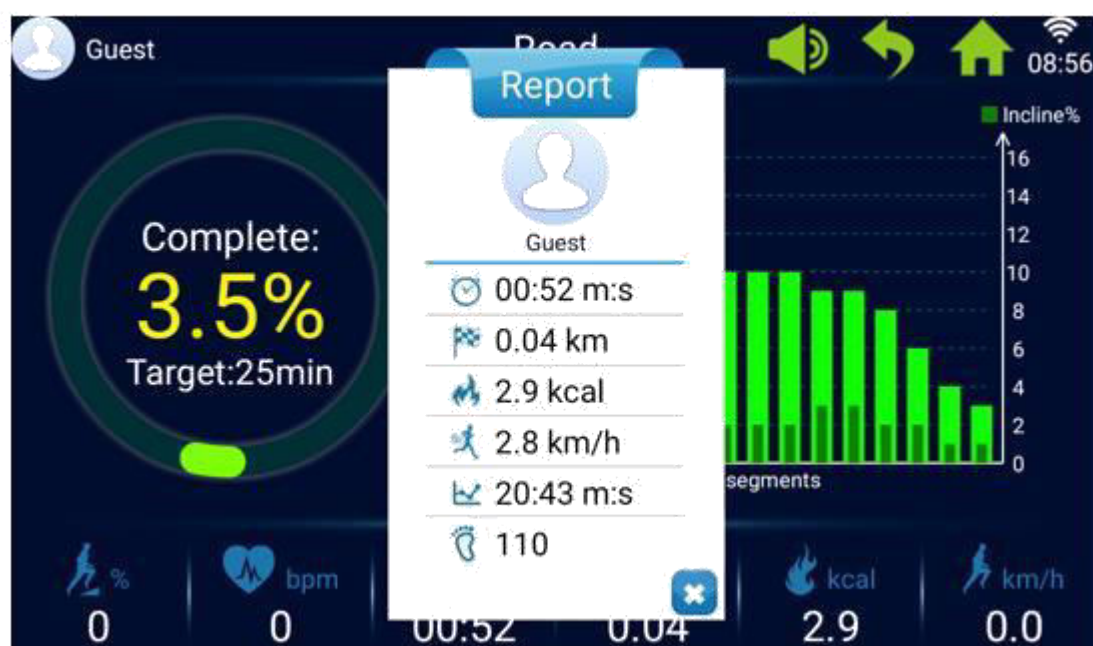 Guest
Road
08:56
Report
Guest
00:52 m:s
0.04 km
2.9 kcal
2.8 km/h
20:43 m:s
110
Complete:
3.5%
Target:25min
Incline%
16
14
12
10
8
6
4
2
0
segments
% bpm kcal km/h
0 0 00:52 0.04 2.9 0.0